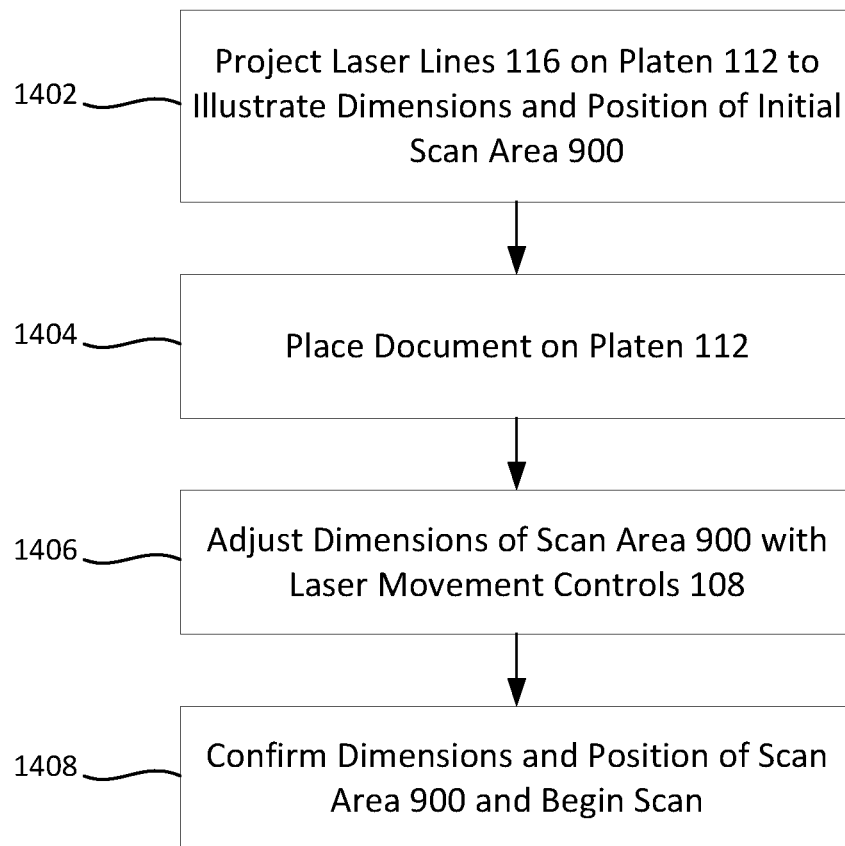 1402
Project Laser Lines 116 on Platen 112 to
Illustrate Dimensions and Position of Initial
Scan Area 900
1404
Place Document on Platen 112
1406
Adjust Dimensions of Scan Area 900 with
Laser Movement Controls 108
1408
Confirm Dimensions and Position of Scan
Area 900 and Begin Scan